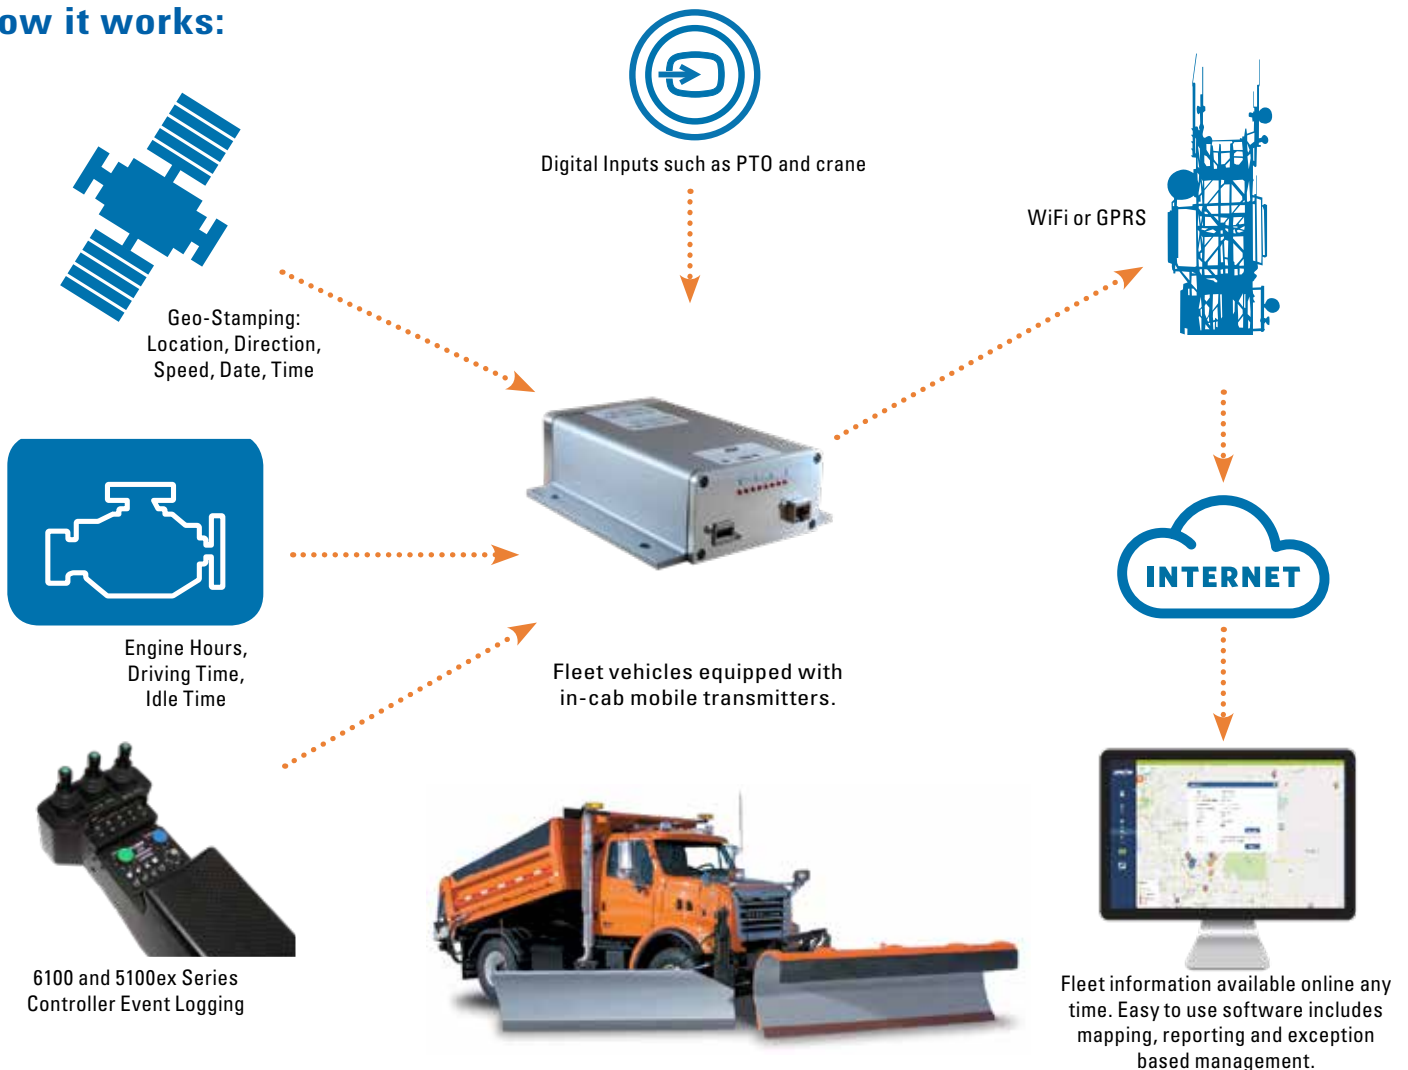 ow it works:
Digital Inputs such as PTO and crane
WiFi or GPRS
Geo-Stamping:
Location, Direction,
Speed, Date, Time
INTERNET
Engine Hours,
Driving Time,
Idle Time
Fleet vehicles equipped with
in-cab mobile transmitters.
6100 and 5100ex Series
Controller Event Logging
Fleet information available online any
time. Easy to use software includes
mapping, reporting and exception
based management.